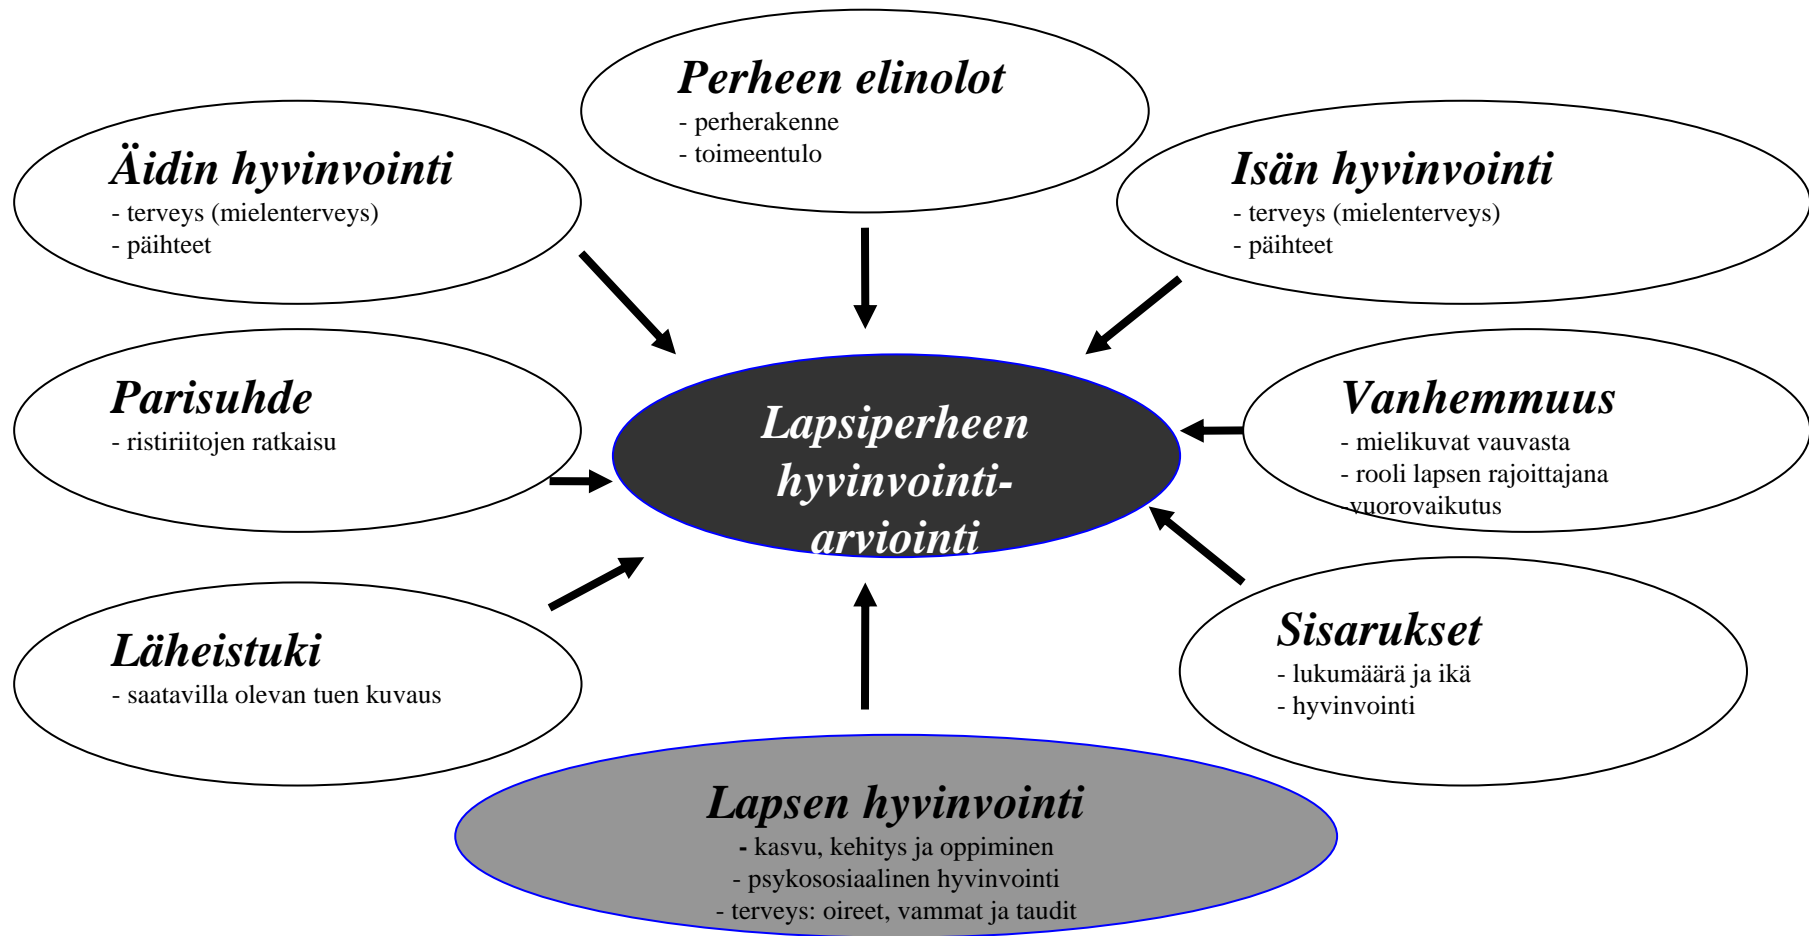 Perheen elinolot
- perherakenne
- toimeentulo
Äidin hyvinvointi
- terveys (mielenterveys)
- päihteet
Isän hyvinvointi
- terveys (mielenterveys)
- päihteet
Parisuhde
- ristiriitojen ratkaisu
Lapsiperheen
hyvinvointi-
arviointi
Vanhemmuus
- mielikuvat vauvasta
- rooli lapsen rajoittajana
-vuorovaikutus
Läheistuki
- saatavilla olevan tuen kuvaus
Sisarukset
- lukumäärä ja ikä
- hyvinvointi
Lapsen hyvinvointi
- kasvu, kehitys ja oppiminen
- psykososiaalinen hyvinvointi
- terveys: oireet, vammat ja taudit